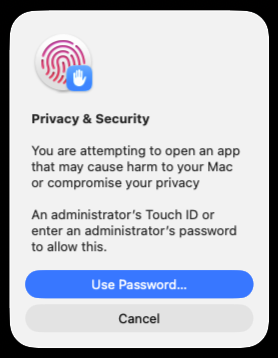 Privacy & Security
You are attempting to open an app
that may cause harm to your Mac
or compromise your privacy
An administrator's Touch ID or
enter an administrator's password
to allow this.
Use Password...
Cancel